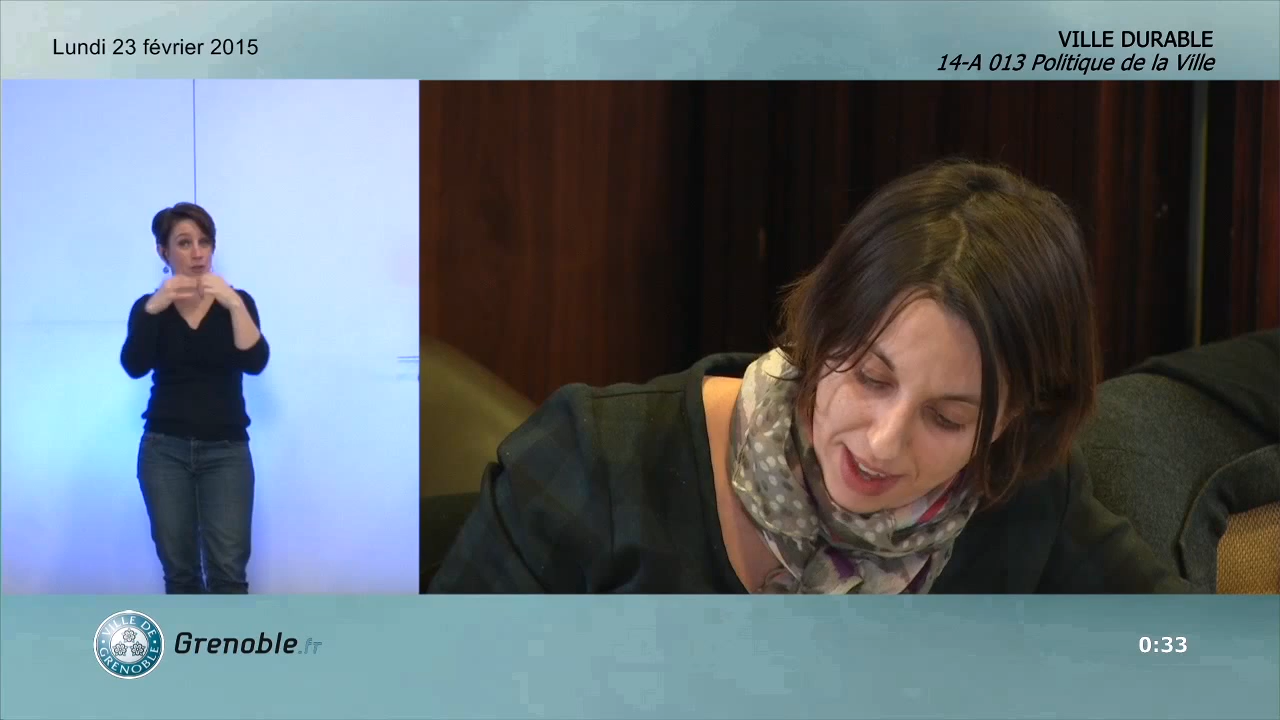 Lundi 23 février 2015
VILLE DURABLE
14-A 013 Politique de la Ville
VILLE DE GRENOBLE
Grenoble.fr
0:33